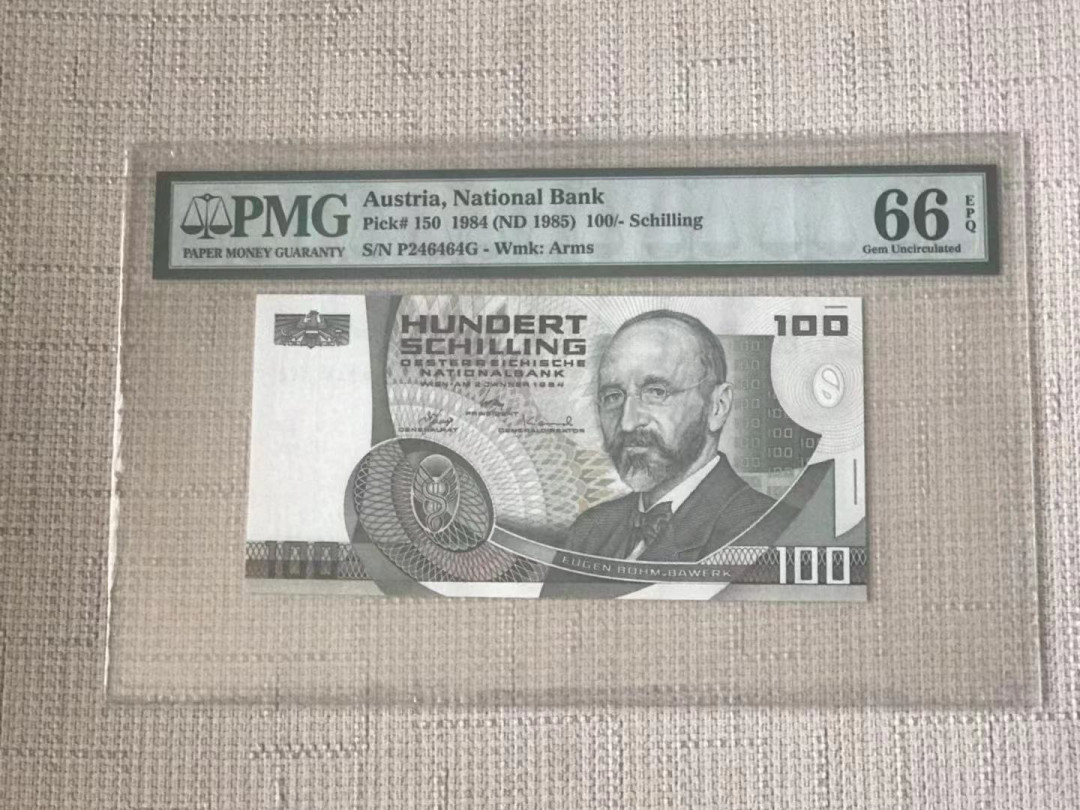 PMG
PAPER MONEY GUARANTY
Austria, National Bank
Pick# 150 1984 (ND 1985) 100/- Schilling
S/N P246464G - Wmk: Arms
66
EPQ
Gem Uncirculated
HUNDERT
SCHILLING
OESTERREICHISCHE
NATIONALBANK
WIEN·AM 2·JÄNNER 1984
PRÄSIDENT
GENERALRAT GENERALDIREKTOR
100
EUGEN BÖHM·BAWERK
100